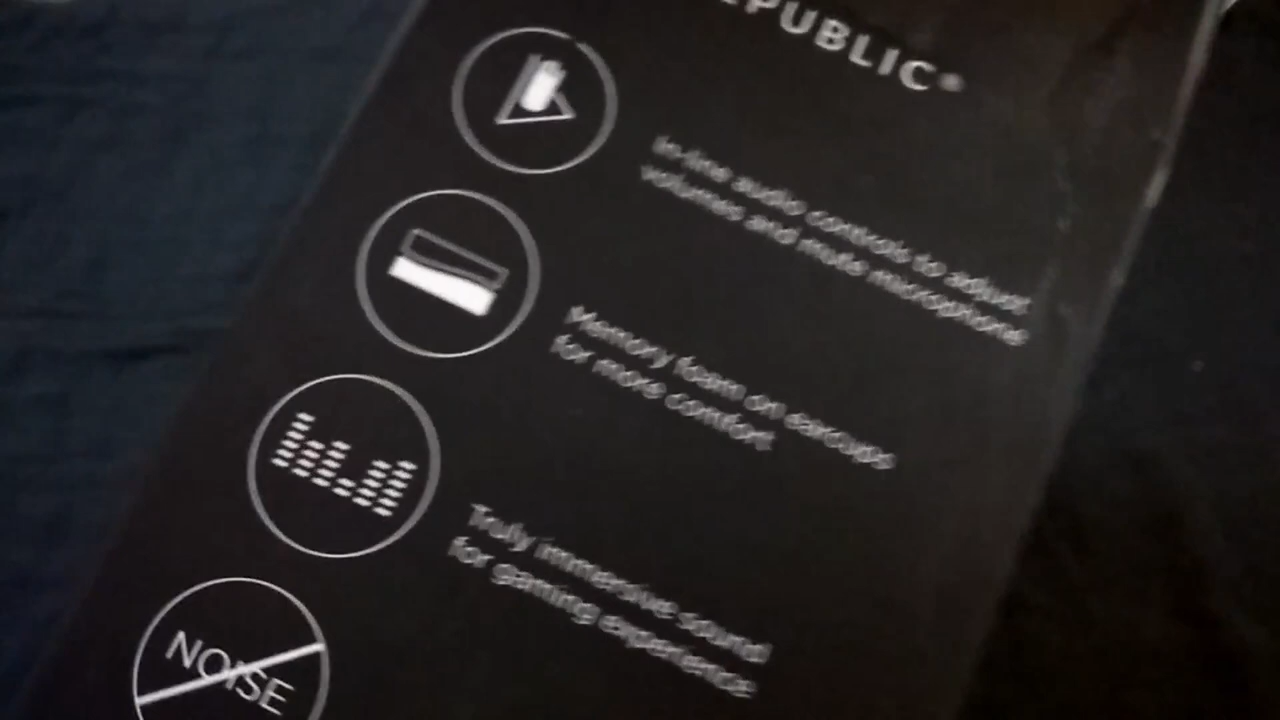 EPUBLIC®
In-line audio controls to adjust
volumes and mute microphone
Memory foam on earcups
for more comfort
Truly immersive sound
for gaming experience
NOISE